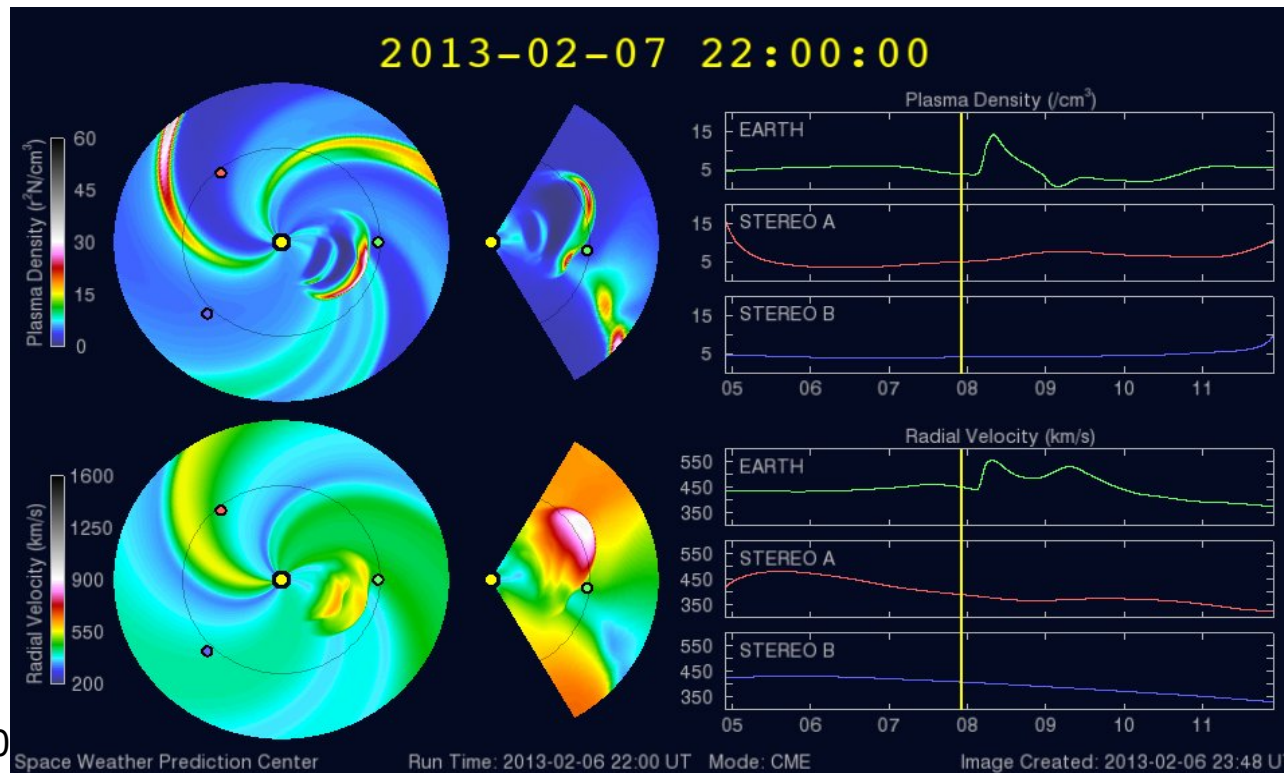 2013-02-07 22:00:00
Plasma Density (r²N/cm³)
60
45
30
15
0
Plasma Density (/cm³)
EARTH
15
5
STEREO A
15
5
STEREO B
15
5
05 06 07 08 09 10 11
Radial Velocity (km/s)
1600
1250
900
550
200
Radial Velocity (km/s)
EARTH
550
450
350
STEREO A
550
450
350
STEREO B
550
450
350
05 06 07 08 09 10 11
0
Space Weather Prediction Center Run Time: 2013-02-06 22:00 UT Mode: CME Image Created: 2013-02-06 23:48 U